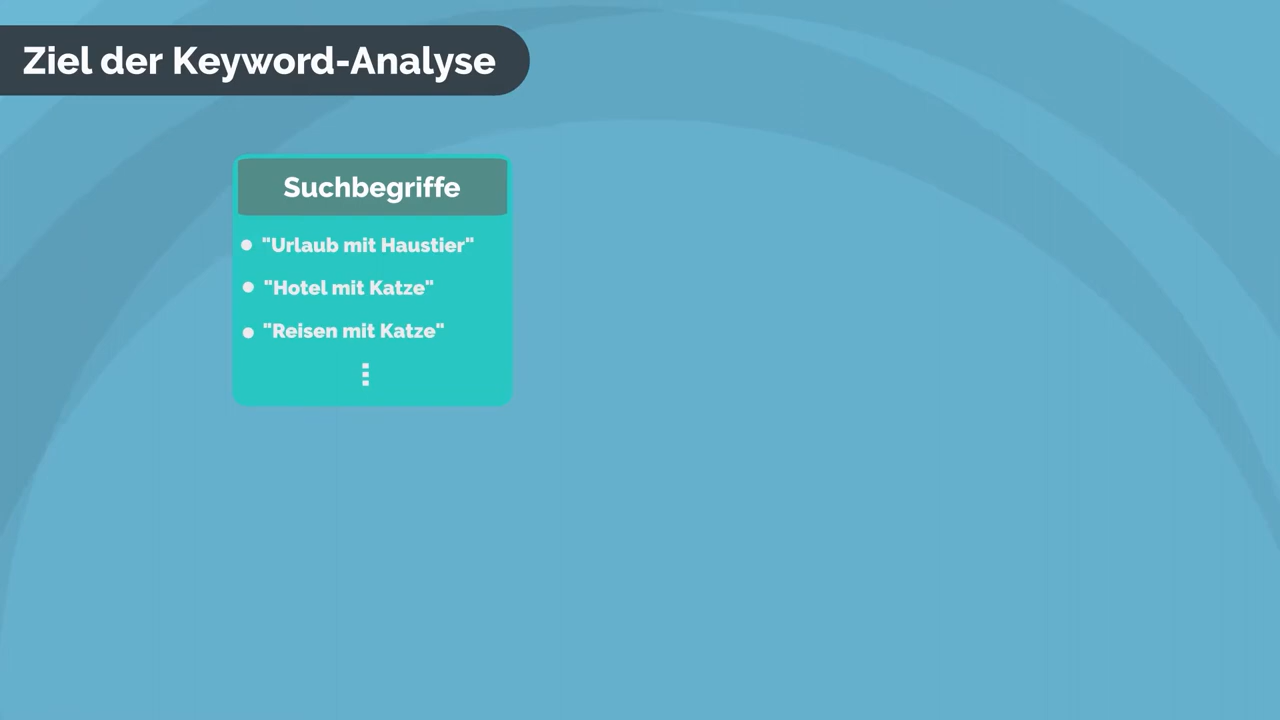 Ziel der Keyword-Analyse
Suchbegriffe
"Urlaub mit Haustier"
"Hotel mit Katze"
"Reisen mit Katze"